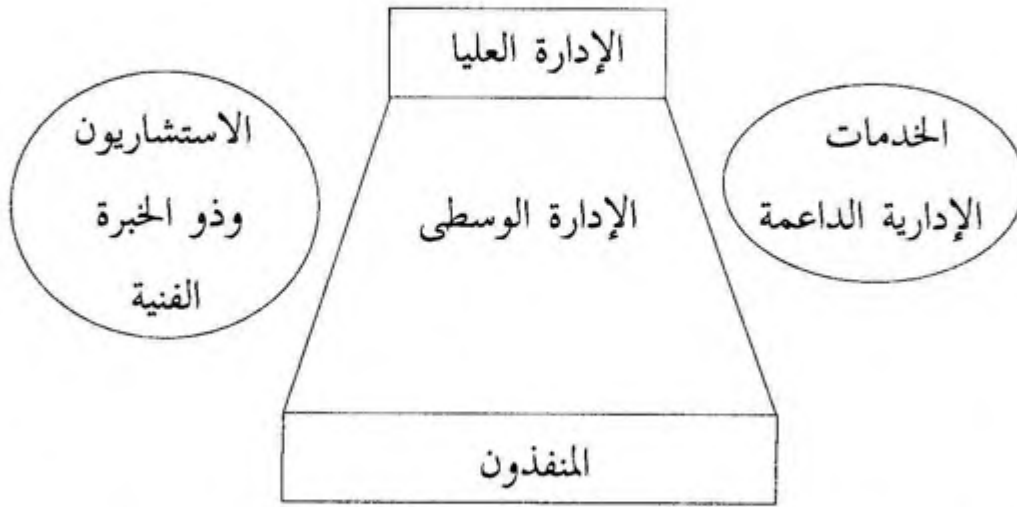 الإدارة العليا
الخدمات
الإدارية الداعمة
الإدارة الوسطى
الاستشاريون
وذو الخبرة
الفنية
المنفذون